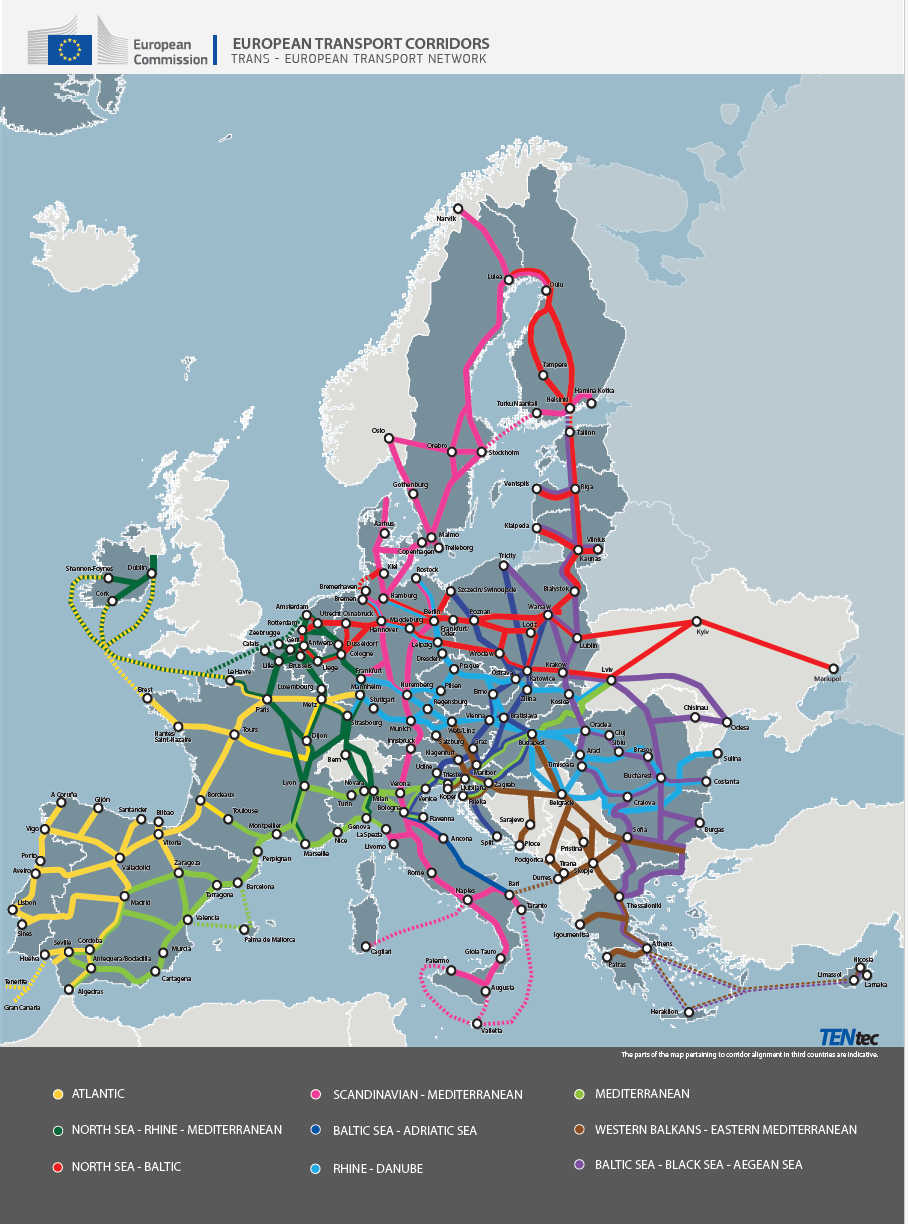 European
Commission
EUROPEAN TRANSPORT CORRIDORS
TRANS - EUROPEAN TRANSPORT NETWORK
Narvik
Lulea
Oulu
Tampere
Hamina Kotka
Helsinki
Turku Naantali
Tallinn
Oslo
Orebro
Stockholm
Gothenburg
Ventspils
Riga
Aarhus
Klaipeda
Malmo
Copenhagen
Trelleborg
Vilnius
Kaunas
Shannon-Foynes
Dublin
Cork
Kiel
Rostock
Tricity
Bremerhaven
Bremen
Hamburg
Szczecin/Swinoujscie
Bialystok
Amsterdam
Utrecht
Osnabruck
Magdeburg
Berlin
Poznan
Warsaw
Rotterdam
Hannover
Frankfurt/
Oder
Lodz
Kyiv
Zeebrugge
Calais
Gent
Antwerp
Dusseldorf
Cologne
Leipzig
Wroclaw
Lublin
Lille
Brussels
Liege
Dresden
Prague
Krakow
Katowice
Lviv
Mariupol
Le Havre
Frankfurt
Ostrava
Luxembourg
Mannheim
Nuremberg
Pilsen
Brno
Zilina
Kosice
Brest
Paris
Metz
Stuttgart
Regensburg
Chisinau
Odesa
Nantes
Saint-Nazaire
Tours
Strasbourg
Munich
Wels/Linz
Vienna
Bratislava
Oradea
Cluj
Dijon
Innsbruck
Salzburg
Graz
Budapest
Sibiu
Bern
Klagenfurt
Arad
Brasov
Sulina
Udine
Trieste
Maribor
Timisoara
Lyon
Novara
Verona
Ljubljana
Zagreb
Bucharest
Costanta
Bordeaux
Turin
Milan
Venice
Koper
Rijeka
Belgrade
Craiova
A Coruña
Gijón
Santander
Bilbao
Toulouse
Genova
Bologna
Ravenna
Sarajevo
Vigo
Vitoria
Montpellier
Nice
La Spezia
Livorno
Ancona
Split
Ploce
Pristina
Sofia
Burgas
Marseille
Porto
Aveiro
Valladolid
Zaragoza
Perpignan
Podgorica
Tirana
Skopje
Rome
Durres
Lisbon
Madrid
Tarragona
Barcelona
Naples
Bari
Taranto
Thessaloniki
Sines
Valencia
Palma de Mallorca
Igoumenitsa
Seville
Cordoba
Murcia
Cagliari
Gioia Tauro
Athens
Huelva
Antequera/Bobadilla
Cartagena
Palermo
Patras
Nicosia
Limassol
Larnaka
Tenerife
Algeciras
Augusta
Gran Canaria
Valletta
Heraklion
TENtec
The parts of the map pertaining to corridor alignment in third countries are indicative.
ATLANTIC
SCANDINAVIAN - MEDITERRANEAN
MEDITERRANEAN
NORTH SEA - RHINE - MEDITERRANEAN
BALTIC SEA - ADRIATIC SEA
WESTERN BALKANS - EASTERN MEDITERRANEAN
NORTH SEA - BALTIC
RHINE - DANUBE
BALTIC SEA - BLACK SEA - AEGEAN SEA